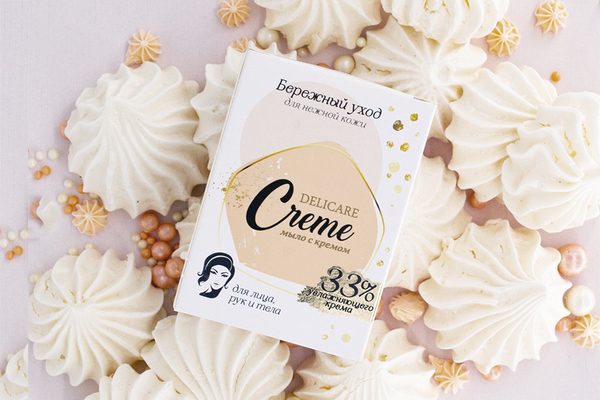 Бережный уход
для нежной кожи
DELICARE
Creme
мыло с кремом
33%
увлажняющего
крема
для лица,
рук и тела